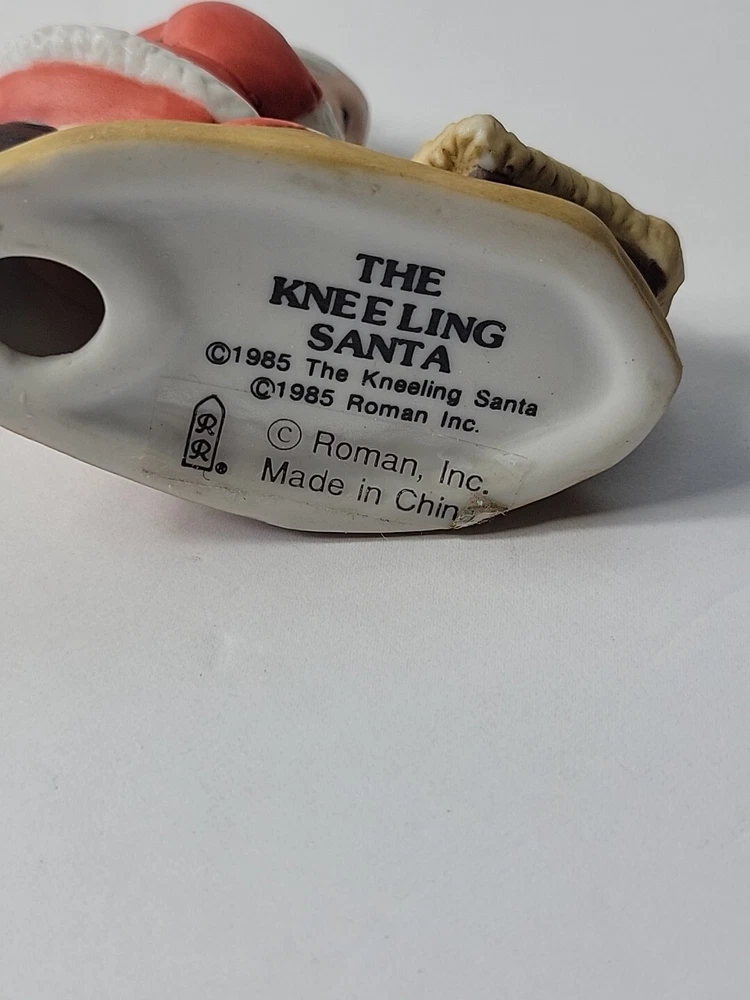 THE
KNEELING
SANTA
©1985 The Kneeling Santa
©1985 Roman Inc.
R
R
®
© Roman, Inc.
Made in Chin